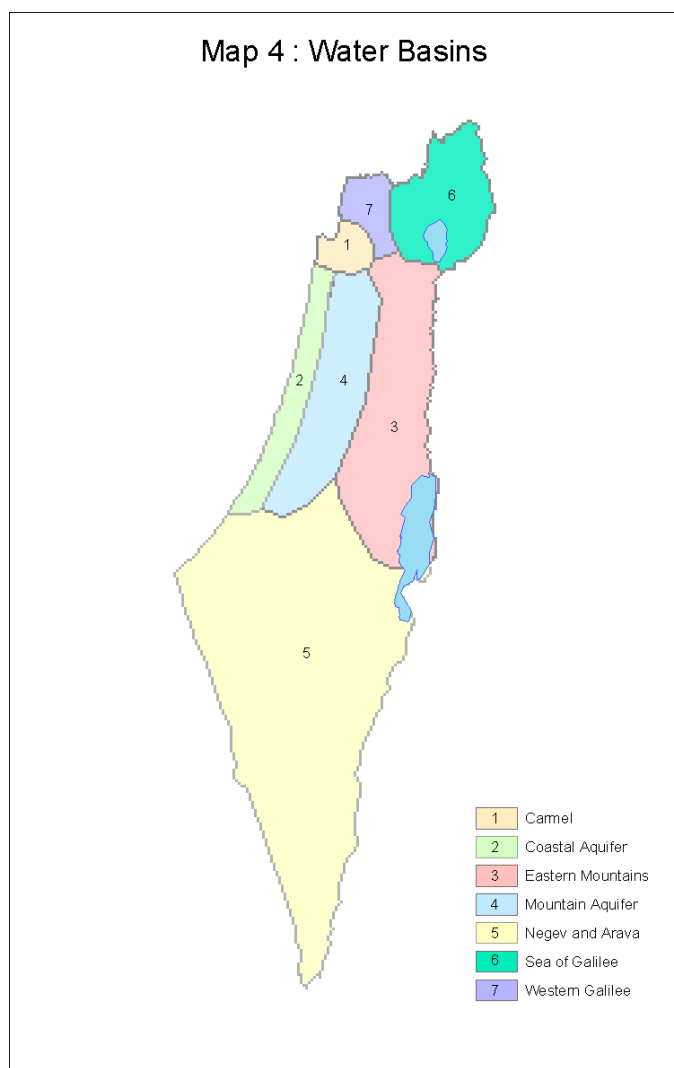 Map 4 : Water Basins
6
7
1
2
4
3
5
1 Carmel
2 Coastal Aquifer
3 Eastern Mountains
4 Mountain Aquifer
5 Negev and Arava
6 Sea of Galilee
7 Western Galilee